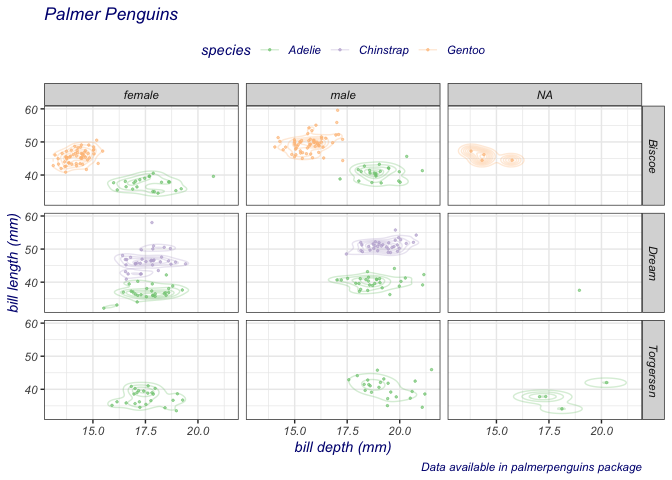 Palmer Penguins
species Adelie Chinstrap Gentoo
female male NA
60
50
40
Biscoe
60
50
40
Dream
60
50
40
Torgersen
bill length (mm)
15.0 17.5 20.0 15.0 17.5 20.0 15.0 17.5 20.0
bill depth (mm)
Data available in palmerpenguins package